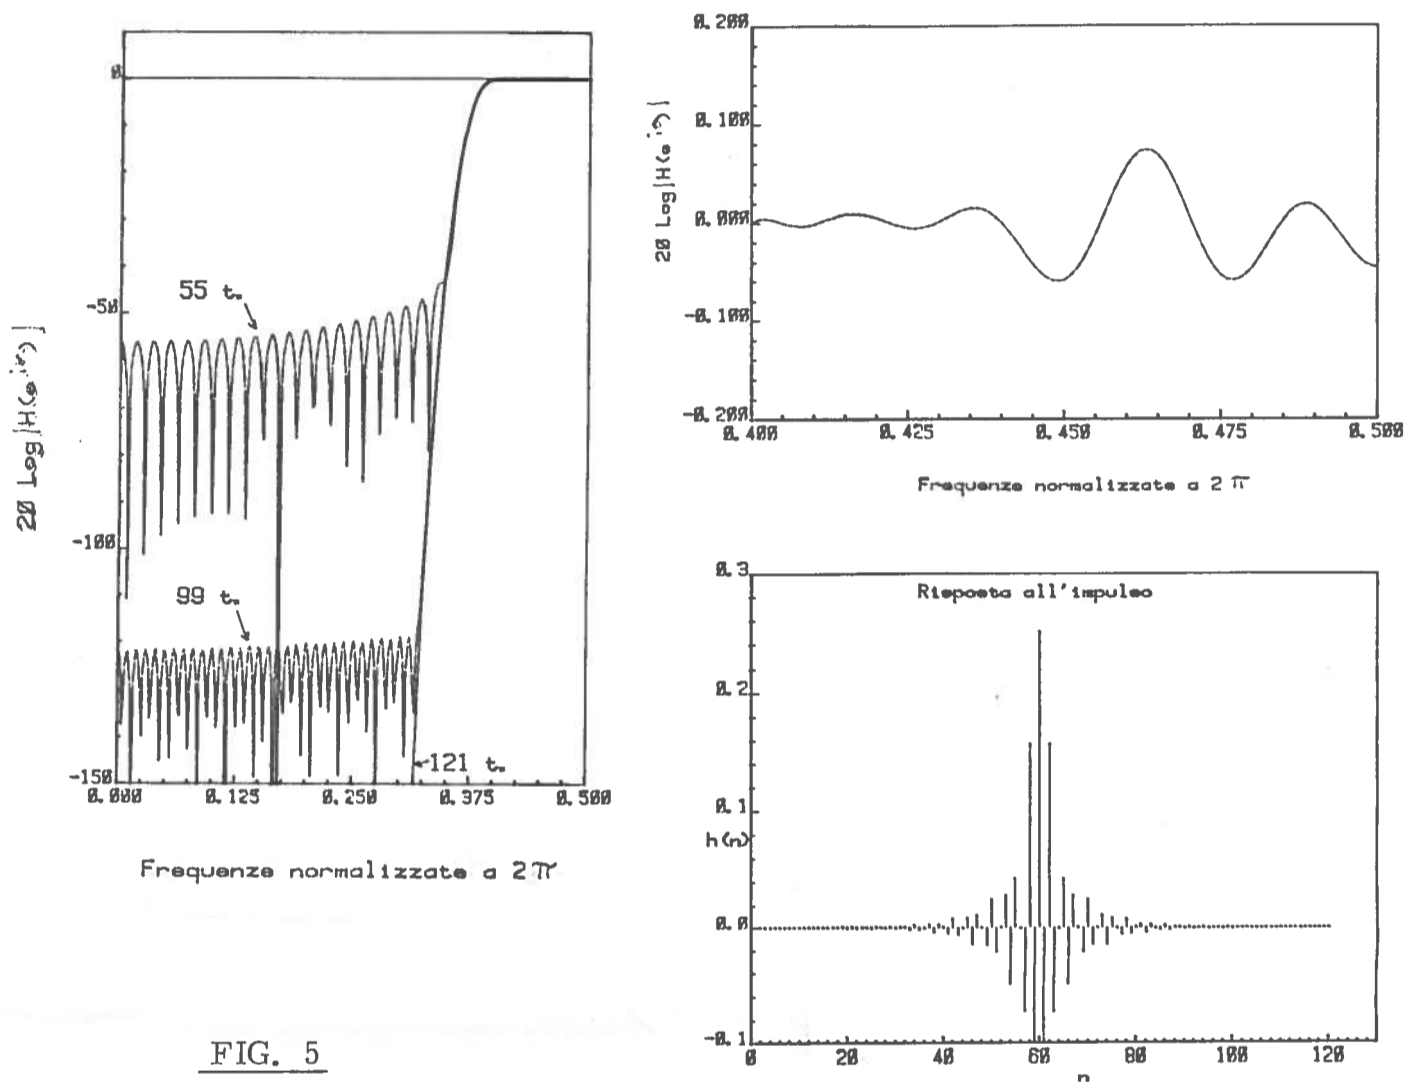 0
-50
-100
-150
0.000 0.125 0.250 0.375 0.500
20 Log|H(e^jω)|
55 t.
99 t.
121 t.
Frequenze normalizzate a 2π
0.200
0.100
0.000
-0.100
-0.200
0.400 0.425 0.450 0.475 0.500
20 Log|H(e^jω)|
Frequenze normalizzate a 2π
0.3
0.2
0.1
0.0
-0.1
h(n)
Risposta all'impulso
0 20 40 60 80 100 120
n
FIG. 5